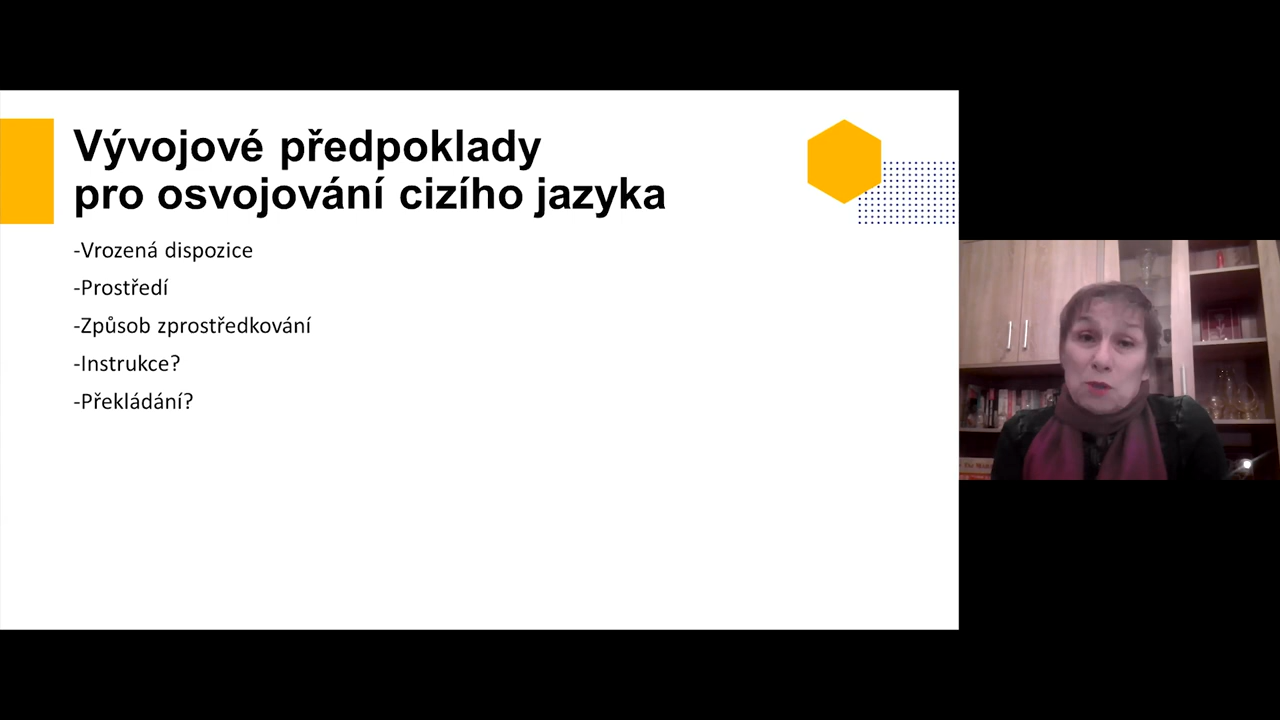 Vývojové předpoklady
pro osvojování cizího jazyka
-Vrozená dispozice
-Prostředí
-Způsob zprostředkování
-Instrukce?
-Překládání?